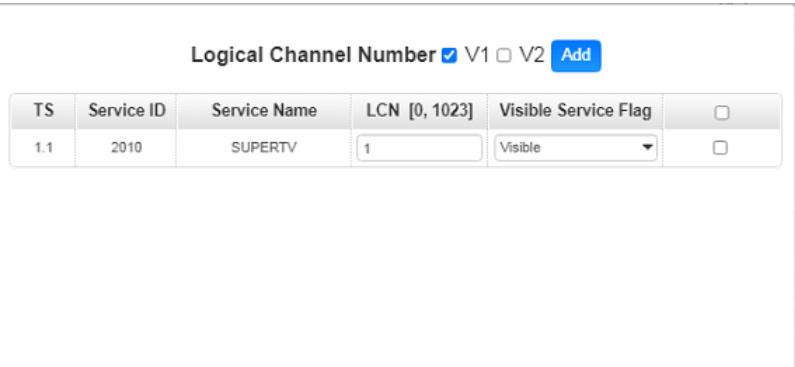 Logical Channel Number V1 V2 Add
TS Service ID Service Name LCN [0, 1023] Visible Service Flag
1.1 2010 SUPERTV 1 Visible